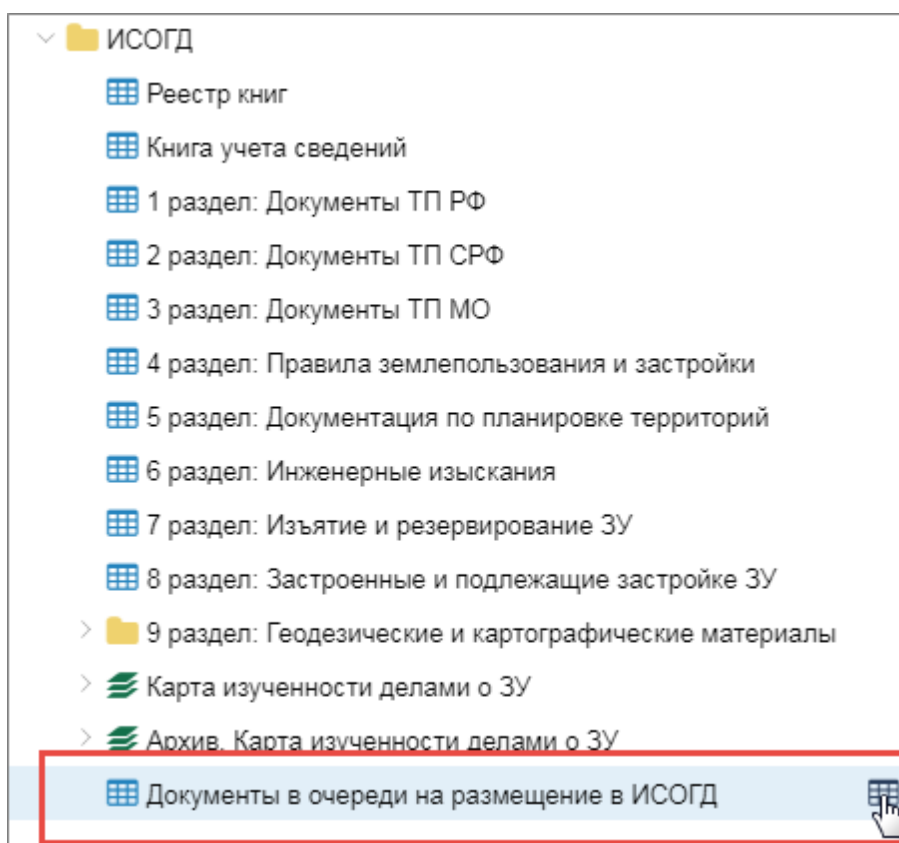 ИСОГД
Реестр книг
Книга учета сведений
1 раздел: Документы ТП РФ
2 раздел: Документы ТП СРФ
3 раздел: Документы ТП МО
4 раздел: Правила землепользования и застройки
5 раздел: Документация по планировке территорий
6 раздел: Инженерные изыскания
7 раздел: Изъятие и резервирование ЗУ
8 раздел: Застроенные и подлежащие застройке ЗУ
9 раздел: Геодезические и картографические материалы
Карта изученности делами о ЗУ
Архив. Карта изученности делами о ЗУ
Документы в очереди на размещение в ИСОГД